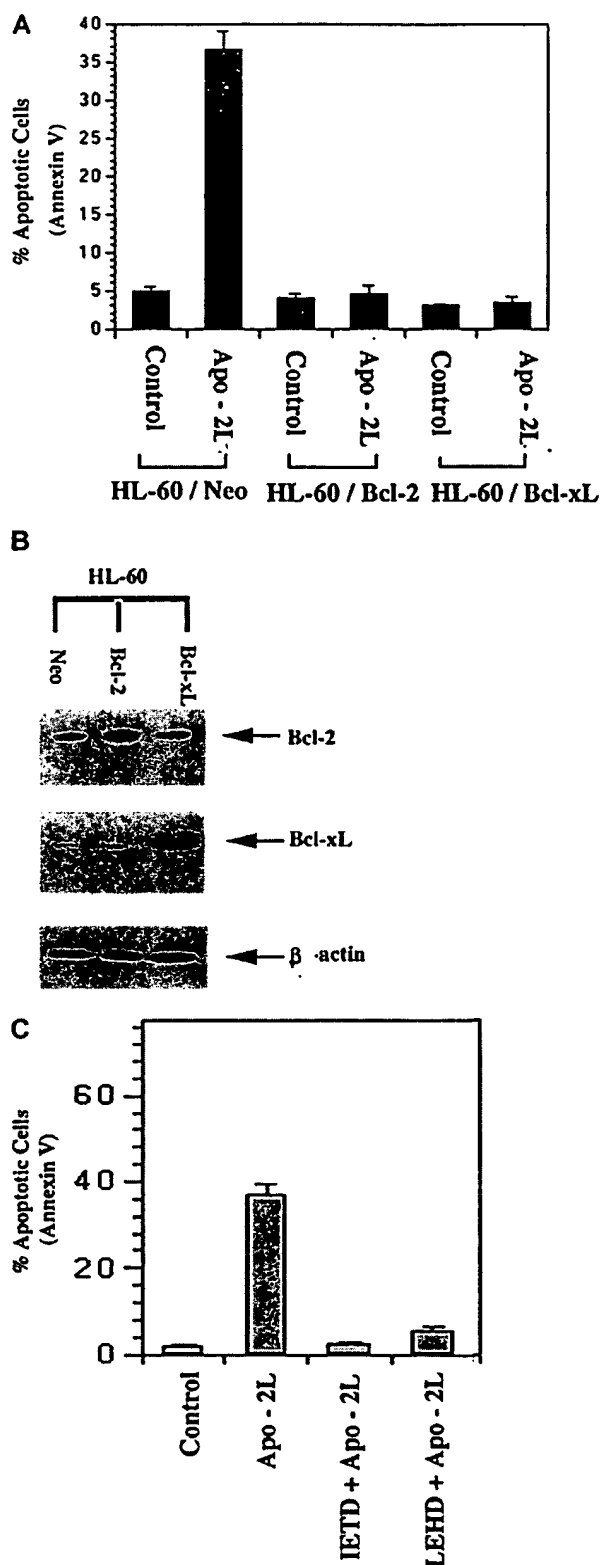 A
% Apoptotic Cells
(Annexin V)
40
35
30
25
20
15
10
5
0
Control
Apo - 2L
Control
Apo - 2L
Control
Apo - 2L
HL-60 / Neo
HL-60 / Bcl-2
HL-60 / Bcl-xL
B
HL-60
Neo
Bcl-2
Bcl-xL
Bcl-2
Bcl-xL
β -actin
C
% Apoptotic Cells
(Annexin V)
60
40
20
0
Control
Apo - 2L
IETD + Apo - 2L
LEHD + Apo - 2L